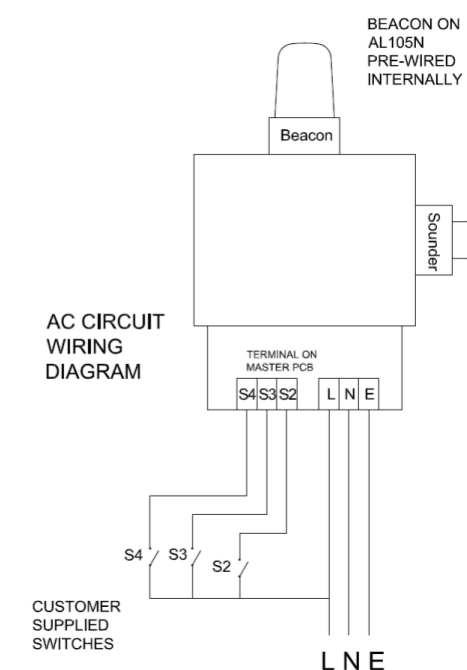 BEACON ON
AL105N
PRE-WIRED
INTERNALLY
Beacon
Sounder
AC CIRCUIT
WIRING
DIAGRAM
TERMINAL ON
MASTER PCB
S4 S3 S2 L N E
S4 S3 S2
CUSTOMER
SUPPLIED
SWITCHES
L N E